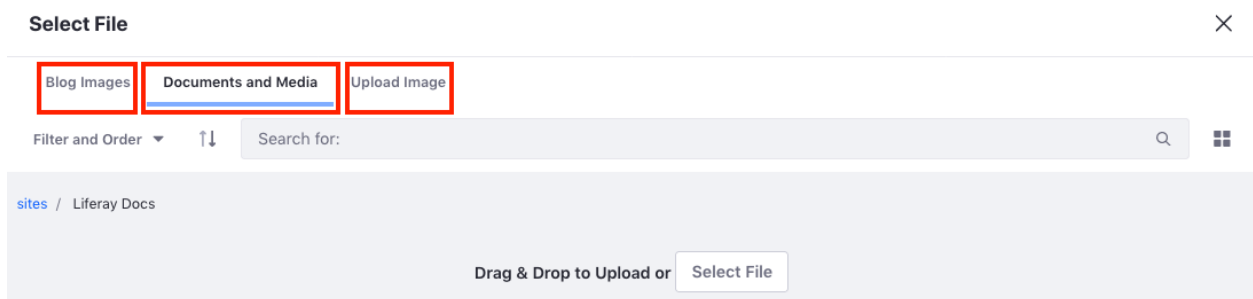 Select File
Blog Images Documents and Media Upload Image
Filter and Order Search for:
sites / Liferay Docs
Drag & Drop to Upload or Select File